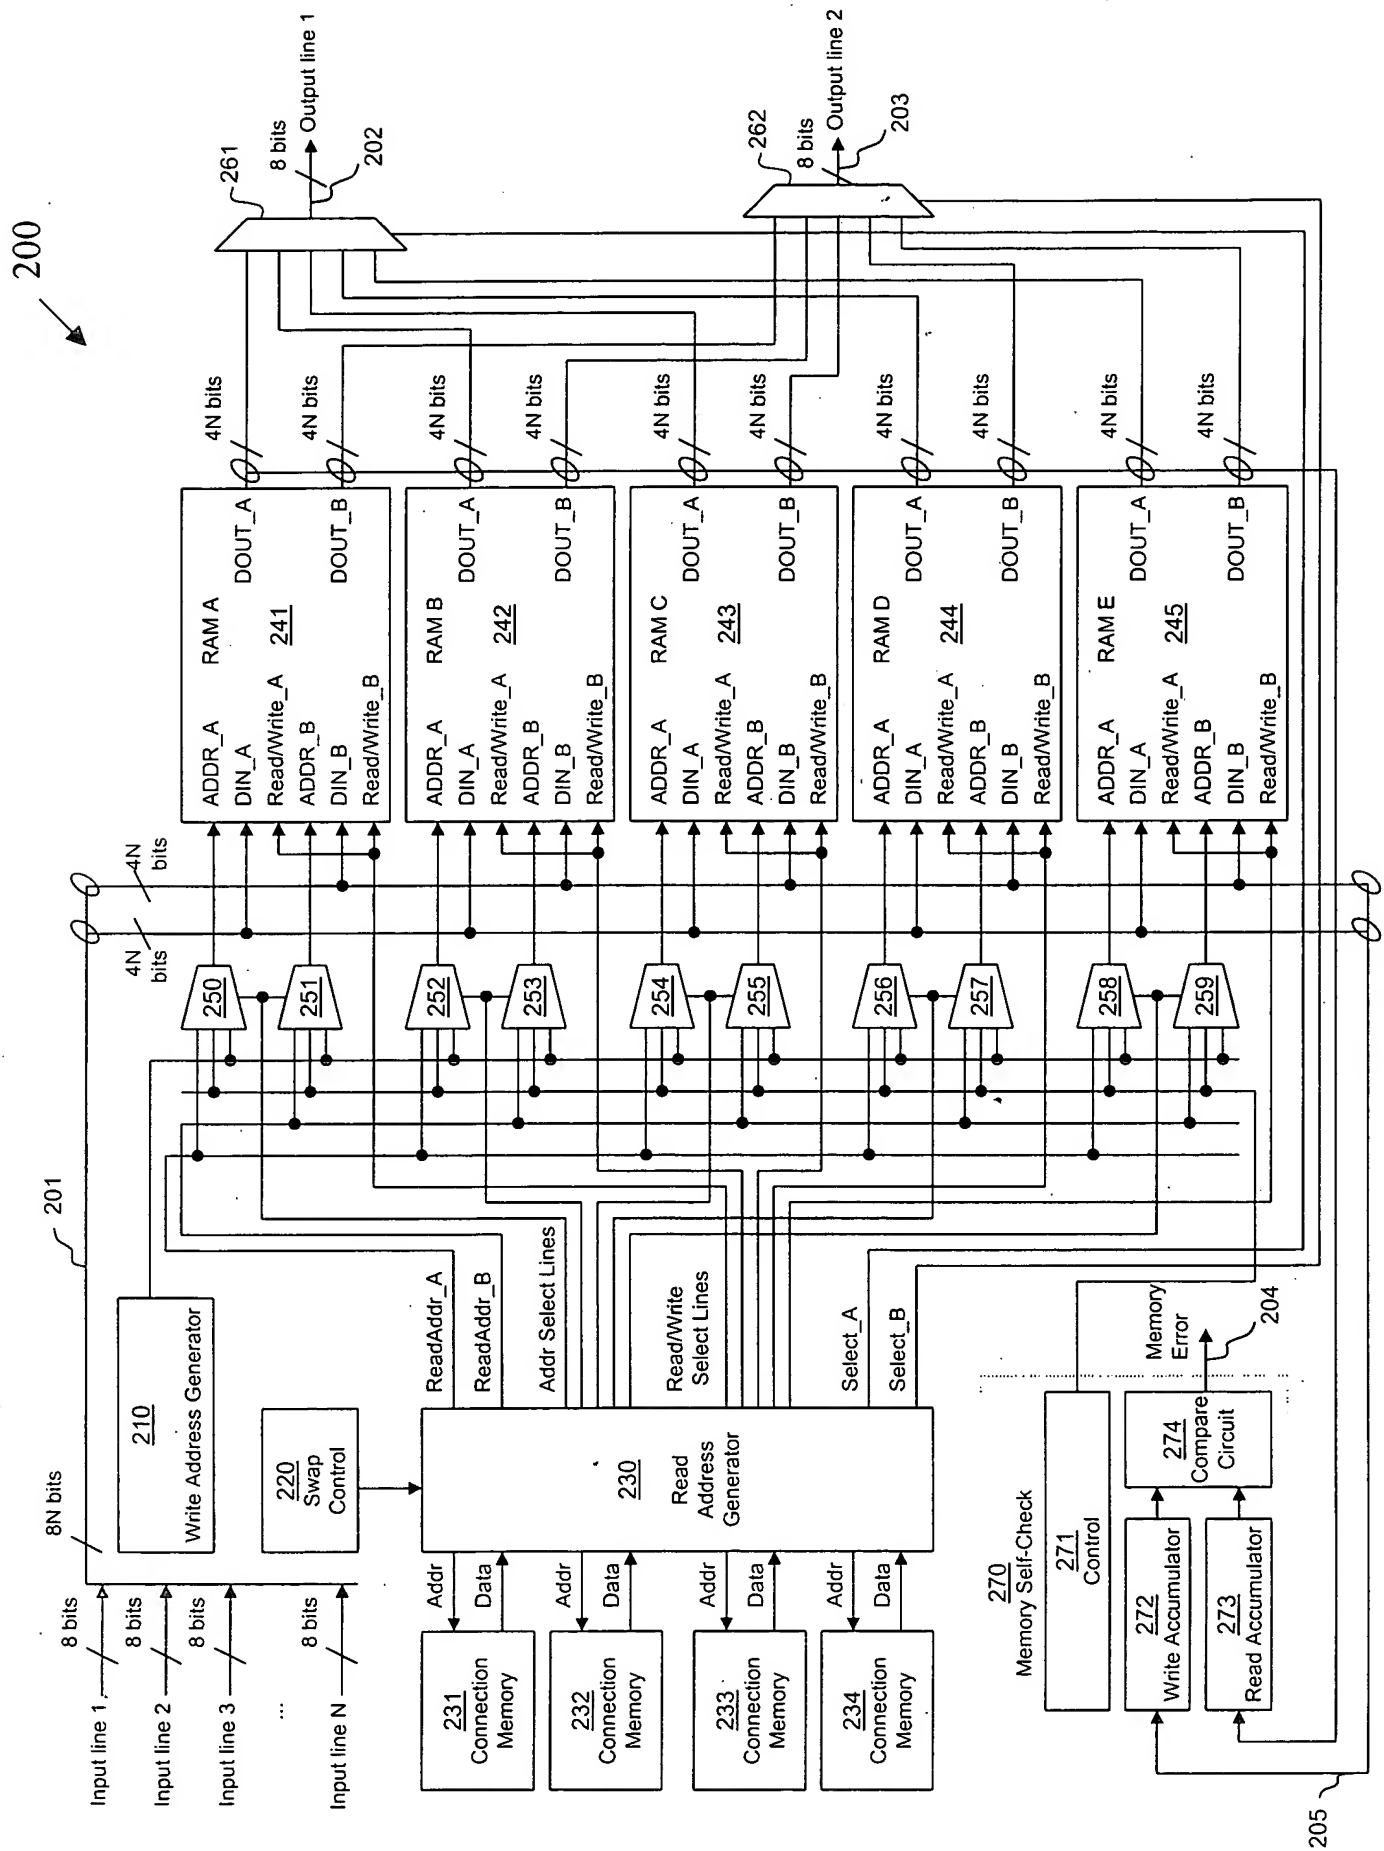 200
Input line 1
8 bits
Input line 2
8 bits
Input line 3
8 bits
...
Input line N
8 bits
8N bits
201
210
Write Address Generator
220
Swap
Control
231
Connection
Memory
232
Connection
Memory
233
Connection
Memory
234
Connection
Memory
Addr
Data
Addr
Data
Addr
Data
Addr
Data
230
Read
Address
Generator
ReadAddr_A
ReadAddr_B
Addr Select Lines
Read/Write
Select Lines
Select_A
Select_B
270
Memory Self-Check
271
Control
272
Write Accumulator
273
Read Accumulator
274
Compare
Circuit
Memory
Error
204
205
250
251
252
253
254
255
256
257
258
259
4N
bits
4N
bits
RAM A
241
ADDR_A
DIN_A
Read/Write_A
ADDR_B
DIN_B
Read/Write_B
DOUT_A
DOUT_B
RAM B
242
ADDR_A
DIN_A
Read/Write_A
ADDR_B
DIN_B
Read/Write_B
DOUT_A
DOUT_B
RAM C
243
ADDR_A
DIN_A
Read/Write_A
ADDR_B
DIN_B
Read/Write_B
DOUT_A
DOUT_B
RAM D
244
ADDR_A
DIN_A
Read/Write_A
ADDR_B
DIN_B
Read/Write_B
DOUT_A
DOUT_B
RAM E
245
ADDR_A
DIN_A
Read/Write_A
ADDR_B
DIN_B
Read/Write_B
DOUT_A
DOUT_B
4N bits
4N bits
4N bits
4N bits
4N bits
4N bits
4N bits
4N bits
4N bits
4N bits
261
8 bits
Output line 1
202
262
8 bits
Output line 2
203